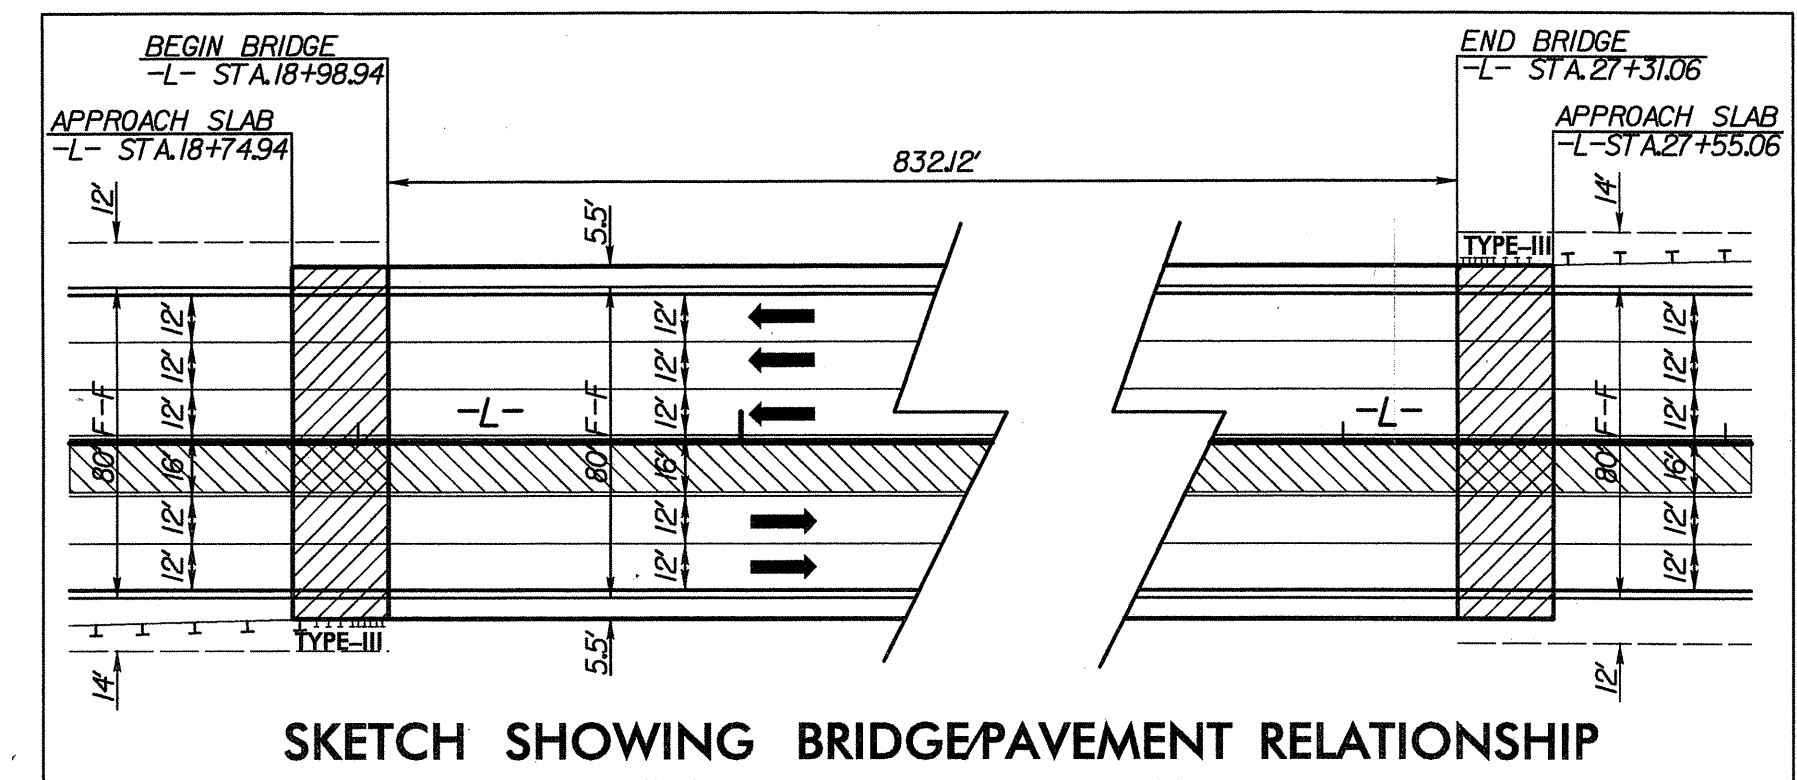 BEGIN BRIDGE
-L- STA.18+98.94
APPROACH SLAB
-L- STA.18+74.94
END BRIDGE
-L- STA.27+31.06
APPROACH SLAB
-L-STA.27+55.06
832.12'
12'
5.5'
14'
TYPE-III
12'
12'
12'
12'
12'
12'
12'
12'
12'
80' F-F
80' F-F
80' F-F
-L-
-L-
16'
16'
16'
12'
12'
12'
12'
12'
12'
TYPE-III
14'
5.5'
12'
SKETCH SHOWING BRIDGE/PAVEMENT RELATIONSHIP